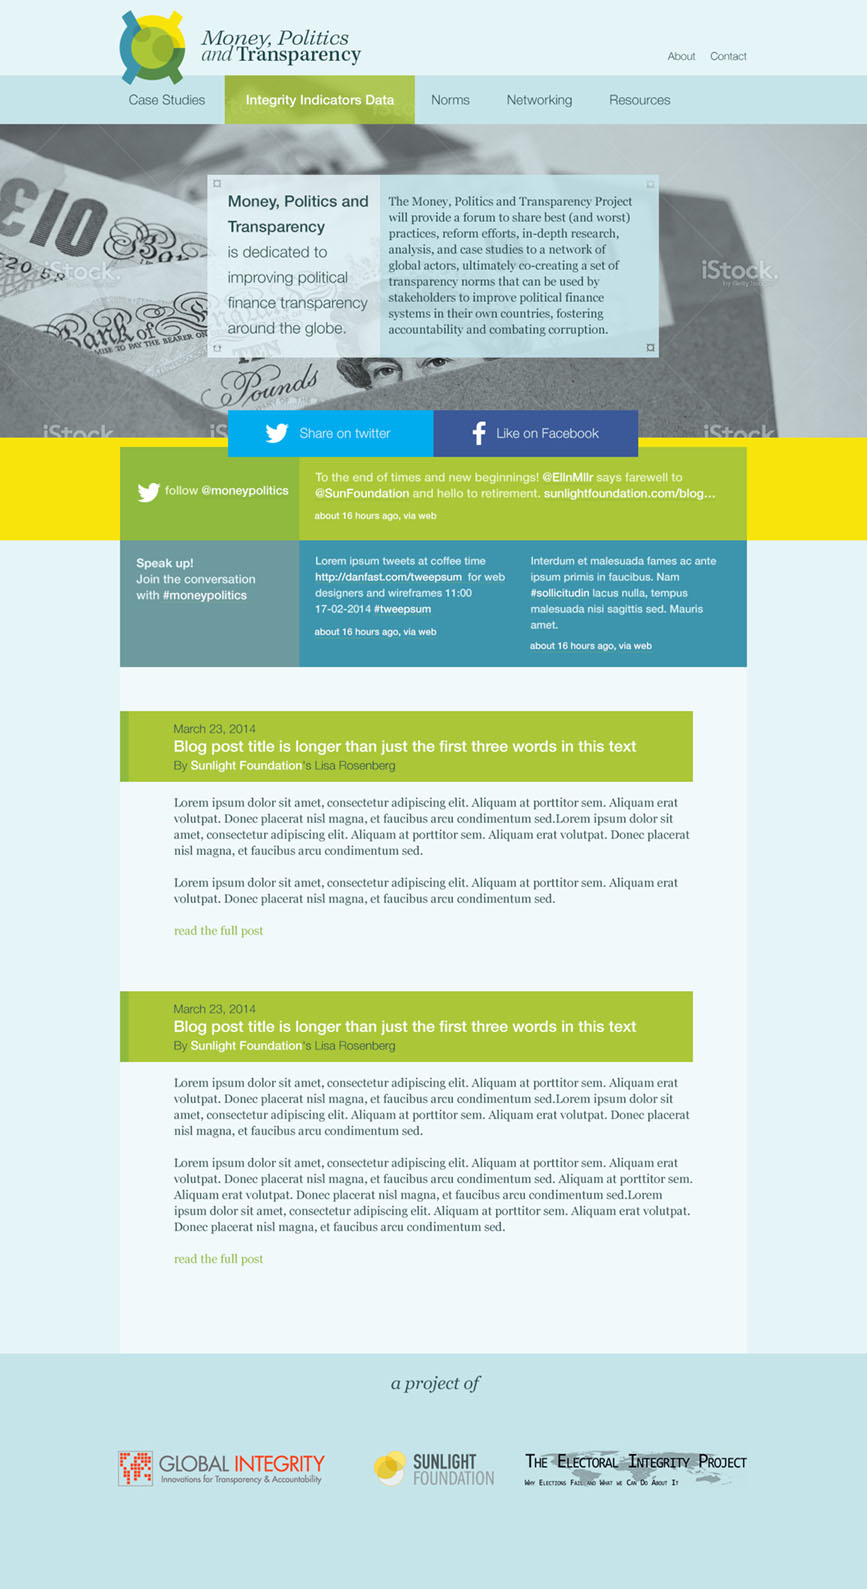 Money, Politics
and Transparency
About Contact
Case Studies Integrity Indicators Data Norms Networking Resources
£10
iStock.
iStock.
by Getty Images
Bank of
ISE TO PAY THE BEARER ON
TEN
Pounds
Money, Politics and
Transparency
is dedicated to
improving political
finance transparency
around the globe.
The Money, Politics and Transparency Project
will provide a forum to share best (and worst)
practices, reform efforts, in-depth research,
analysis, and case studies to a network of
global actors, ultimately co-creating a set of
transparency norms that can be used by
stakeholders to improve political finance
systems in their own countries, fostering
accountability and combating corruption.
iStock
iStock
Share on twitter
Like on Facebook
follow @moneypolitics
To the end of times and new beginnings! @EllnMllr says farewell to
@SunFoundation and hello to retirement. sunlightfoundation.com/blog…
about 16 hours ago, via web
Speak up!
Join the conversation
with #moneypolitics
Lorem ipsum tweets at coffee time
http://danfast.com/tweepsum for web
designers and wireframes 11:00
17-02-2014 #tweepsum
about 16 hours ago, via web
Interdum et malesuada fames ac ante
ipsum primis in faucibus. Nam
#sollicitudin lacus nulla, tempus
malesuada nisi sagittis sed. Mauris
amet.
about 16 hours ago, via web
March 23, 2014
Blog post title is longer than just the first three words in this text
By Sunlight Foundation's Lisa Rosenberg
Lorem ipsum dolor sit amet, consectetur adipiscing elit. Aliquam at porttitor sem. Aliquam erat
volutpat. Donec placerat nisl magna, et faucibus arcu condimentum sed.Lorem ipsum dolor sit
amet, consectetur adipiscing elit. Aliquam at porttitor sem. Aliquam erat volutpat. Donec placerat
nisl magna, et faucibus arcu condimentum sed.
Lorem ipsum dolor sit amet, consectetur adipiscing elit. Aliquam at porttitor sem. Aliquam erat
volutpat. Donec placerat nisl magna, et faucibus arcu condimentum sed.
read the full post
March 23, 2014
Blog post title is longer than just the first three words in this text
By Sunlight Foundation's Lisa Rosenberg
Lorem ipsum dolor sit amet, consectetur adipiscing elit. Aliquam at porttitor sem. Aliquam erat
volutpat. Donec placerat nisl magna, et faucibus arcu condimentum sed.Lorem ipsum dolor sit
amet, consectetur adipiscing elit. Aliquam at porttitor sem. Aliquam erat volutpat. Donec placerat
nisl magna, et faucibus arcu condimentum sed.
Lorem ipsum dolor sit amet, consectetur adipiscing elit. Aliquam at porttitor sem. Aliquam erat
volutpat. Donec placerat nisl magna, et faucibus arcu condimentum sed. Aliquam at porttitor sem.
Aliquam erat volutpat. Donec placerat nisl magna, et faucibus arcu condimentum sed.Lorem
ipsum dolor sit amet, consectetur adipiscing elit. Aliquam at porttitor sem. Aliquam erat volutpat.
Donec placerat nisl magna, et faucibus arcu condimentum sed.
read the full post
a project of
GLOBAL INTEGRITY
Innovations for Transparency & Accountability
SUNLIGHT
FOUNDATION
The Electoral Integrity Project
Why Elections Fail and What we Can Do About It